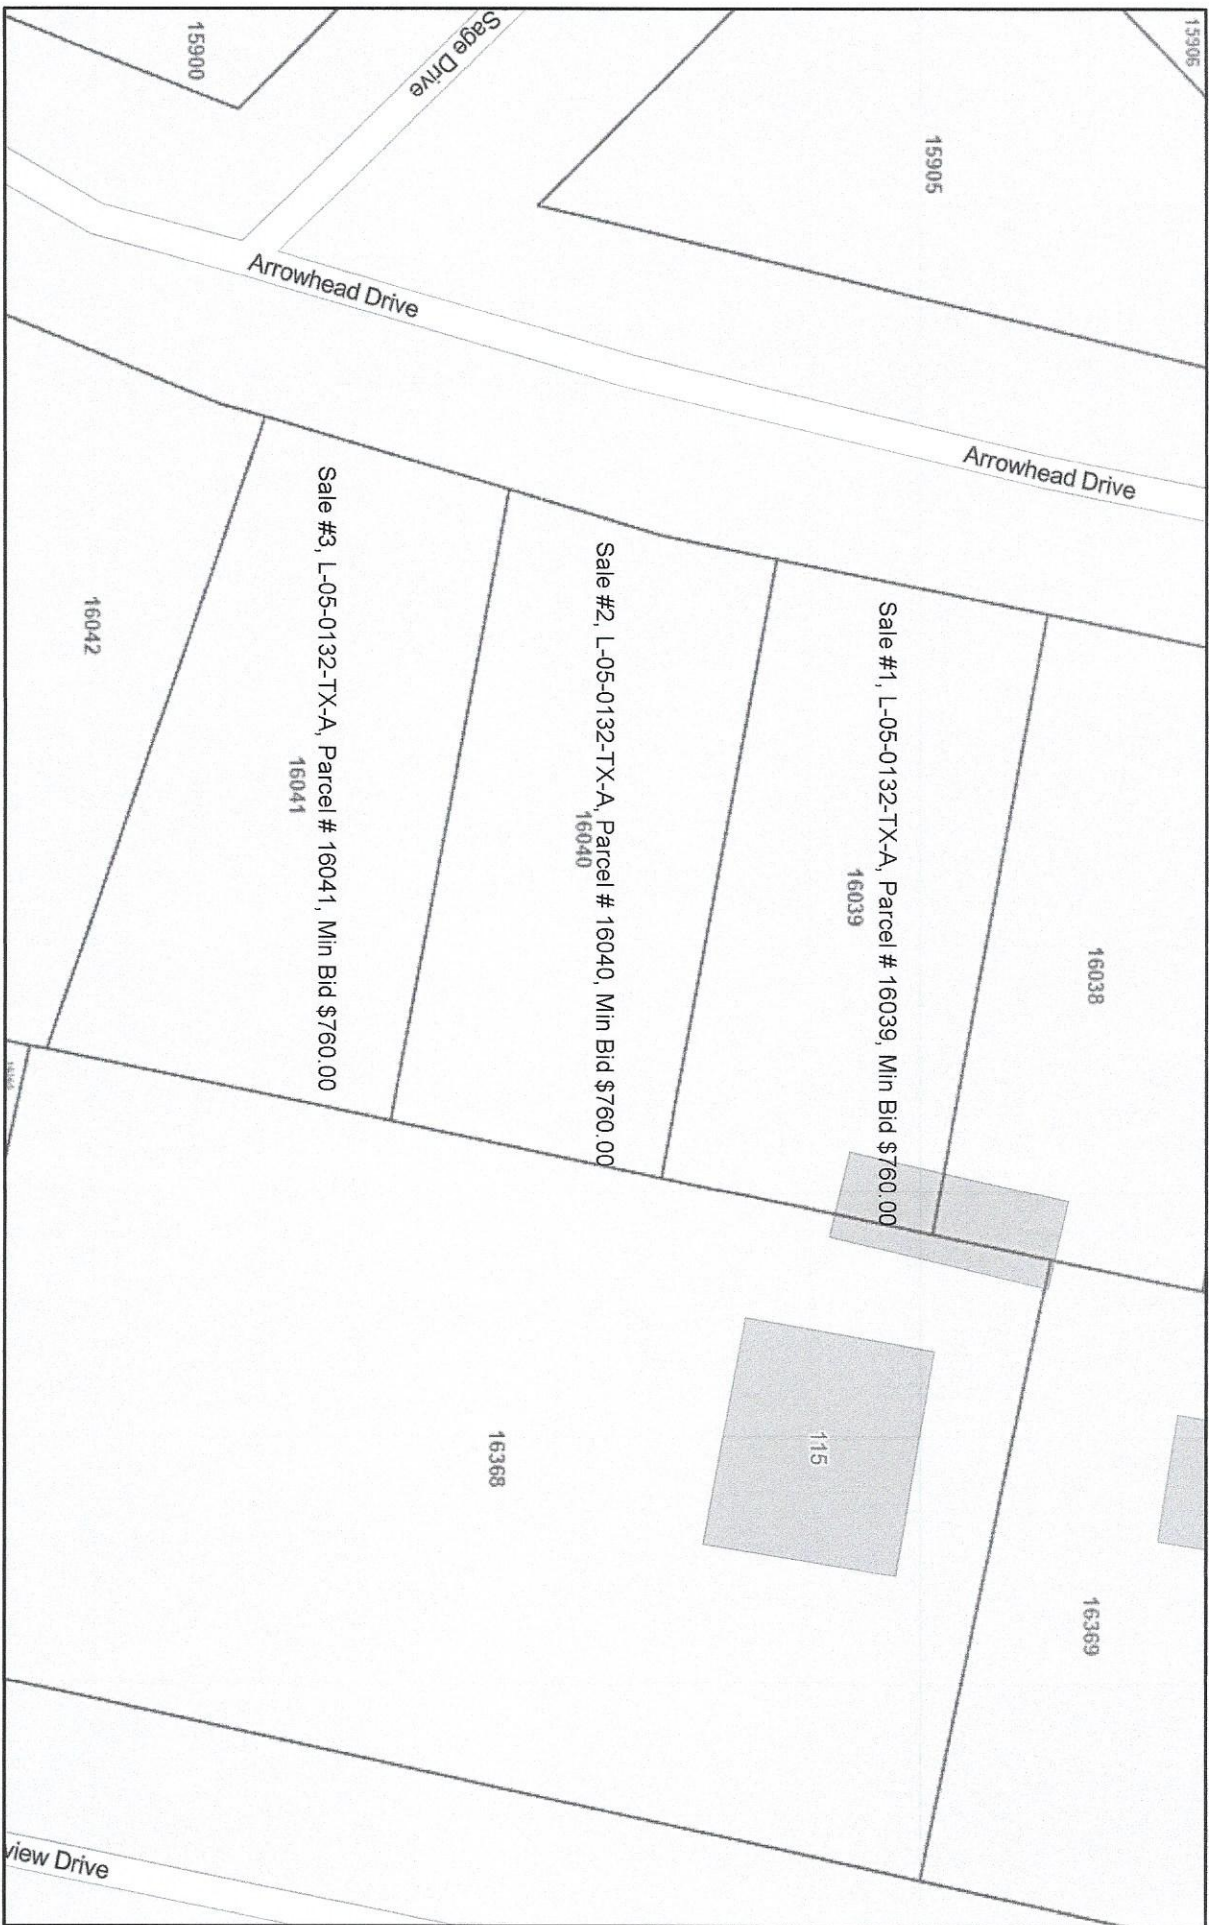 15906
15905
15900
Sage Drive
Arrowhead Drive
Arrowhead Drive
16038
Sale #1, L-05-0132-TX-A, Parcel # 16039, Min Bid $760.00
16039
Sale #2, L-05-0132-TX-A, Parcel # 16040, Min Bid $760.00
16040
Sale #3, L-05-0132-TX-A, Parcel # 16041, Min Bid $760.00
16041
16042
16369
115
16368
view Drive